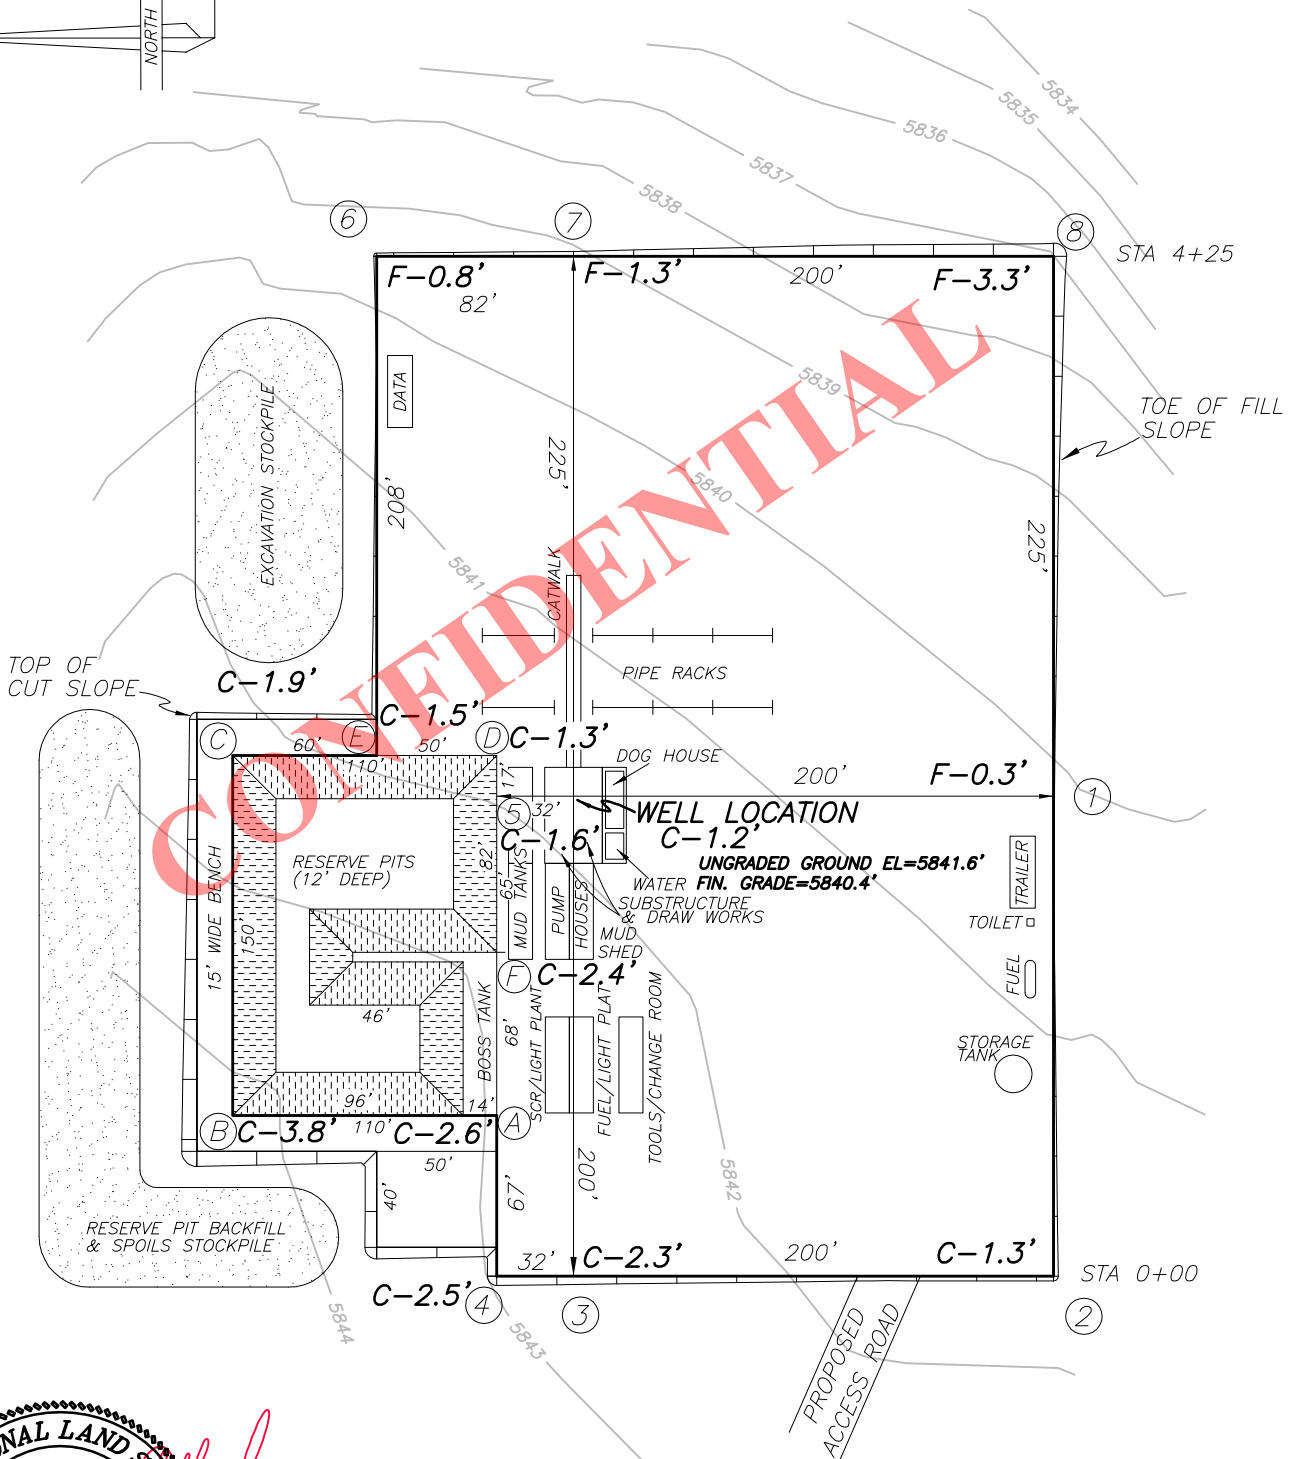 NORTH
5834
5835
5836
5837
5838
6
7
8
STA 4+25
F-0.8'
F-1.3'
200'
F-3.3'
82'
CONFIDENTIAL
DATA
5839
TOE OF FILL
SLOPE
EXCAVATION STOCKPILE
208'
225'
5840
225'
5841
CATWALK
TOP OF
CUT SLOPE
C-1.9'
PIPE RACKS
C-1.5'
C
60'
E
50'
D
C-1.3'
110'
DOG HOUSE
17'
200'
F-0.3'
1
5
32'
WELL LOCATION
C-1.6'
C-1.2'
UNGRADED GROUND EL=5841.6'
FIN. GRADE=5840.4'
RESERVE PITS
(12' DEEP)
82'
65'
MUD TANKS
PUMP
HOUSES
WATER
SUBSTRUCTURE
& DRAW WORKS
MUD
SHED
TRAILER
TOILET
15' WIDE BENCH
150'
F
C-2.4'
FUEL
46'
BOSS TANK
68'
SCR/LIGHT PLANT
FUEL/LIGHT PLAT
TOOLS/CHANGE ROOM
STORAGE
TANK
96'
14'
B
C-3.8'
110'
C-2.6'
A
50'
40'
67'
200'
5842
RESERVE PIT BACKFILL
& SPOILS STOCKPILE
32'
C-2.3'
200'
C-1.3'
STA 0+00
C-2.5'
4
3
2
5844
5843
PROPOSED
ACCESS ROAD
ONAL LAND